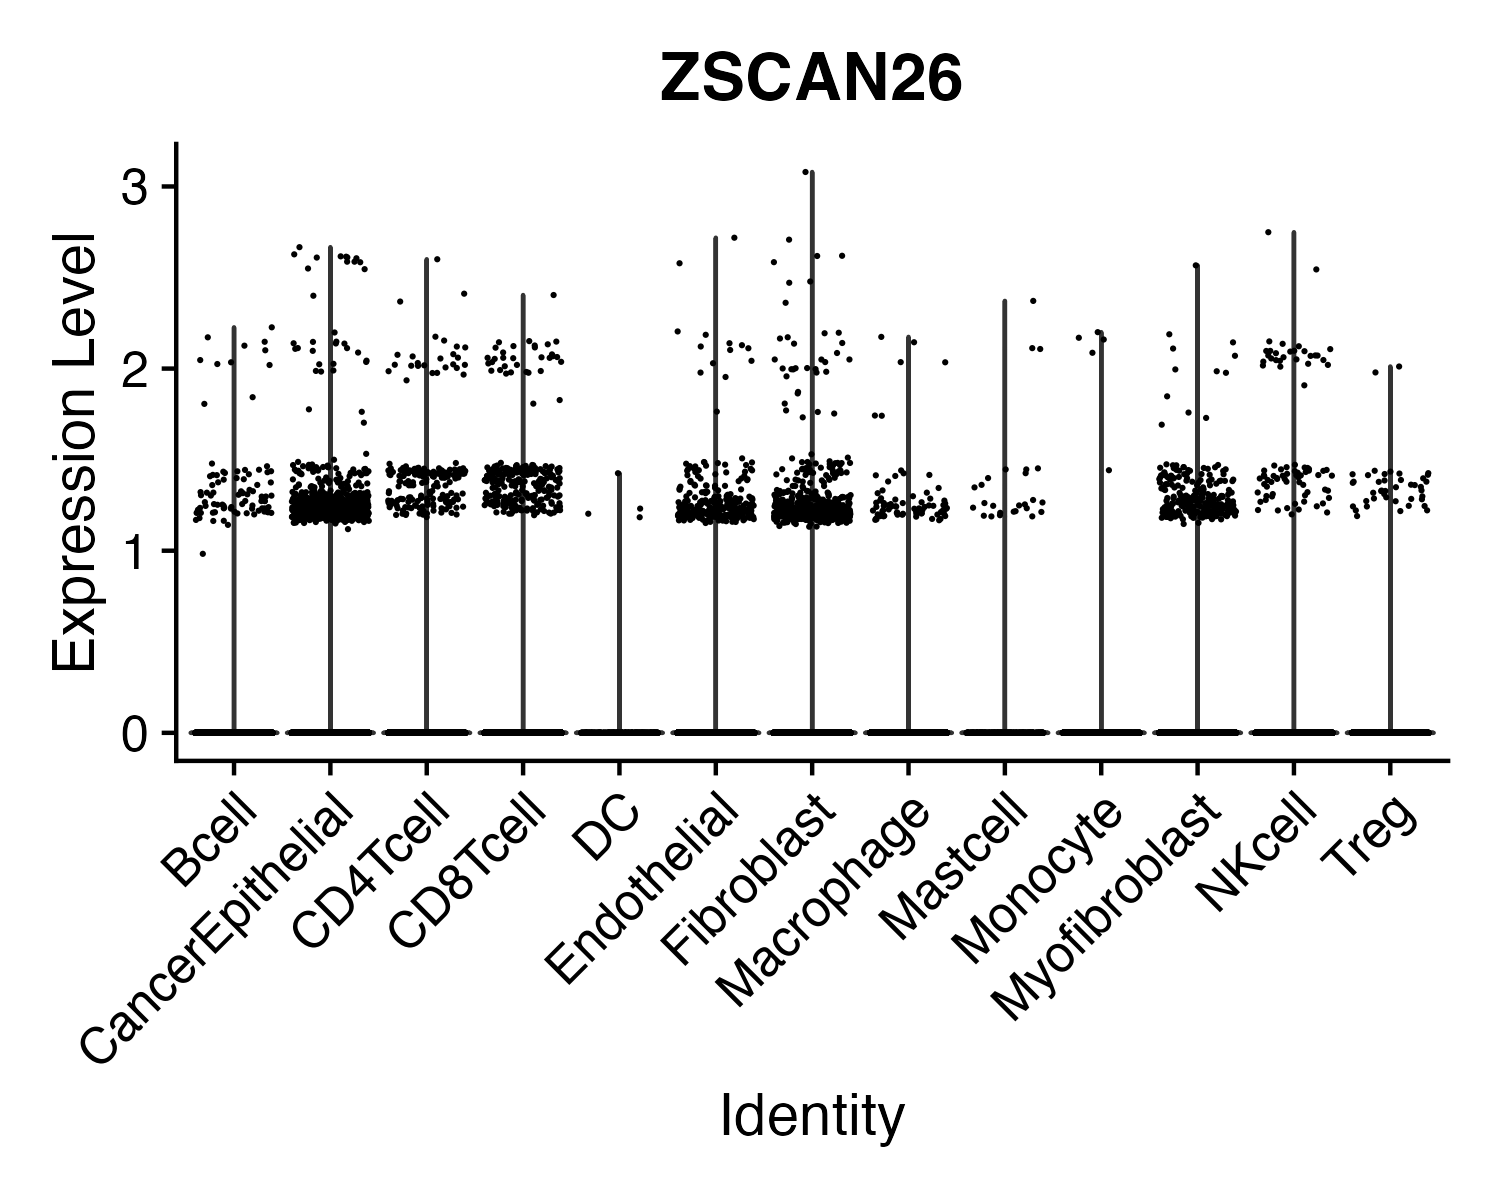 ZSCAN26
Expression Level
3
2
1
0
Bcell
CancerEpithelial
CD4Tcell
CD8Tcell
DC
Endothelial
Fibroblast
Macrophage
Mastcell
Monocyte
Myofibroblast
NKcell
Treg
Identity